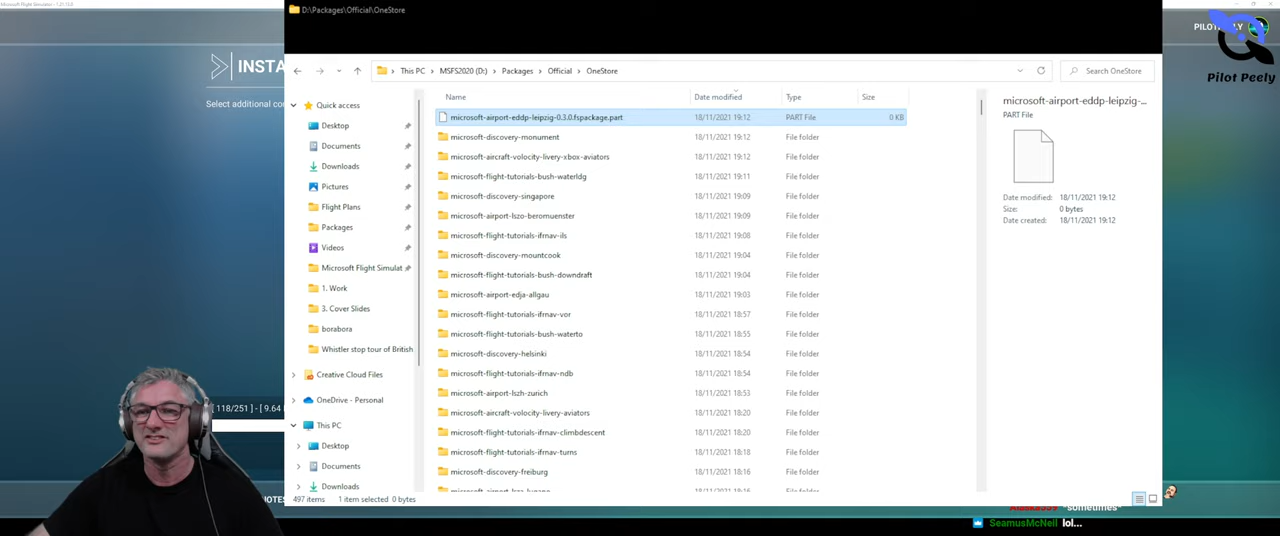 Microsoft Flight Simulator - 1.21.13.0
D:\Packages\Official\OneStore
PILOT PEELY
Pilot Peely
INSTA
Select additional co
This PC > MSFS2020 (D:) > Packages > Official > OneStore
Search OneStore
Name Date modified Type Size
Quick access
Desktop
Documents
Downloads
Pictures
Flight Plans
Packages
Videos
Microsoft Flight Simulat
1. Work
3. Cover Slides
borabora
Whistler stop tour of British
Creative Cloud Files
OneDrive - Personal
This PC
Desktop
Documents
Downloads
microsoft-airport-eddp-leipzig-0.3.0.fspackage.part 18/11/2021 19:12 PART File 0 KB
microsoft-discovery-monument 18/11/2021 19:12 File folder
microsoft-aircraft-volocity-livery-xbox-aviators 18/11/2021 19:12 File folder
microsoft-flight-tutorials-bush-waterldg 18/11/2021 19:11 File folder
microsoft-discovery-singapore 18/11/2021 19:09 File folder
microsoft-airport-lszo-beromuenster 18/11/2021 19:09 File folder
microsoft-flight-tutorials-ifrnav-ils 18/11/2021 19:08 File folder
microsoft-discovery-mountcook 18/11/2021 19:04 File folder
microsoft-flight-tutorials-bush-downdraft 18/11/2021 19:04 File folder
microsoft-airport-edja-allgau 18/11/2021 19:03 File folder
microsoft-flight-tutorials-ifrnav-vor 18/11/2021 18:57 File folder
microsoft-flight-tutorials-bush-waterto 18/11/2021 18:55 File folder
microsoft-discovery-helsinki 18/11/2021 18:54 File folder
microsoft-flight-tutorials-ifrnav-ndb 18/11/2021 18:54 File folder
microsoft-airport-lszh-zurich 18/11/2021 18:53 File folder
microsoft-aircraft-volocity-livery-aviators 18/11/2021 18:20 File folder
microsoft-flight-tutorials-ifrnav-climbdescent 18/11/2021 18:20 File folder
microsoft-flight-tutorials-ifrnav-turns 18/11/2021 18:18 File folder
microsoft-discovery-freiburg 18/11/2021 18:16 File folder
microsoft-airport-lsza-lugano 18/11/2021 18:16 File folder
microsoft-airport-eddp-leipzig-...
PART File
Date modified: 18/11/2021 19:12
Size: 0 bytes
Date created: 18/11/2021 19:12
[ 118/251 ] - [ 9.64
497 items 1 item selected 0 bytes
NOTES
*sometimes*
SeamusMcNeil lol...